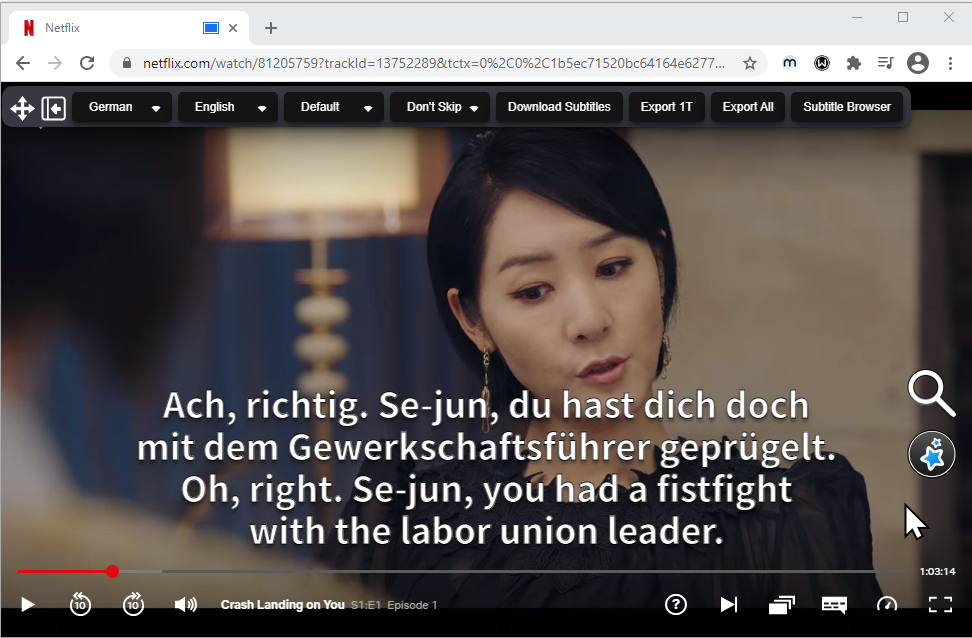 Netflix
netflix.com/watch/81205759?trackId=13752289&tctx=0%2C0%2C1b5ec71520bc64164e6277...
German English Default Don't Skip Download Subtitles Export 1T Export All Subtitle Browser
Ach, richtig. Se-jun, du hast dich doch
mit dem Gewerkschaftsführer geprügelt.
Oh, right. Se-jun, you had a fistfight
with the labor union leader.
1:03:14
10 10 Crash Landing on You S1:E1 Episode 1